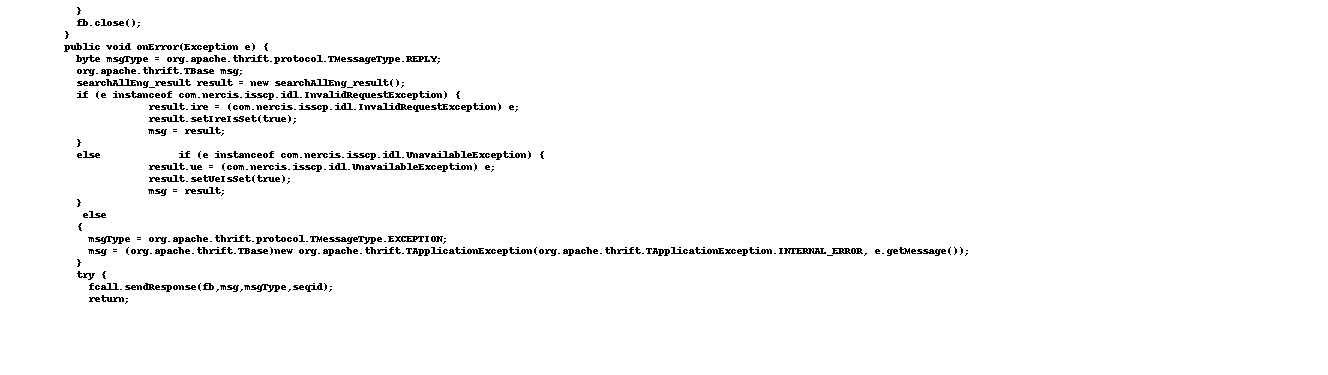 }
fb.close();
}
public void onError(Exception e) {
byte msgType = org.apache.thrift.protocol.TMessageType.REPLY;
org.apache.thrift.TBase msg;
searchAllEng_result result = new searchAllEng_result();
if (e instanceof com.nercis.isscp.idl.InvalidRequestException) {
result.ire = (com.nercis.isscp.idl.InvalidRequestException) e;
result.setIreIsSet(true);
msg = result;
}
else             if (e instanceof com.nercis.isscp.idl.UnavailableException) {
result.ue = (com.nercis.isscp.idl.UnavailableException) e;
result.setUeIsSet(true);
msg = result;
}
else
{
msgType = org.apache.thrift.protocol.TMessageType.EXCEPTION;
msg = (org.apache.thrift.TBase)new org.apache.thrift.TApplicationException(org.apache.thrift.TApplicationException.INTERNAL_ERROR, e.getMessage());
}
try {
fcall.sendResponse(fb,msg,msgType,seqid);
return;